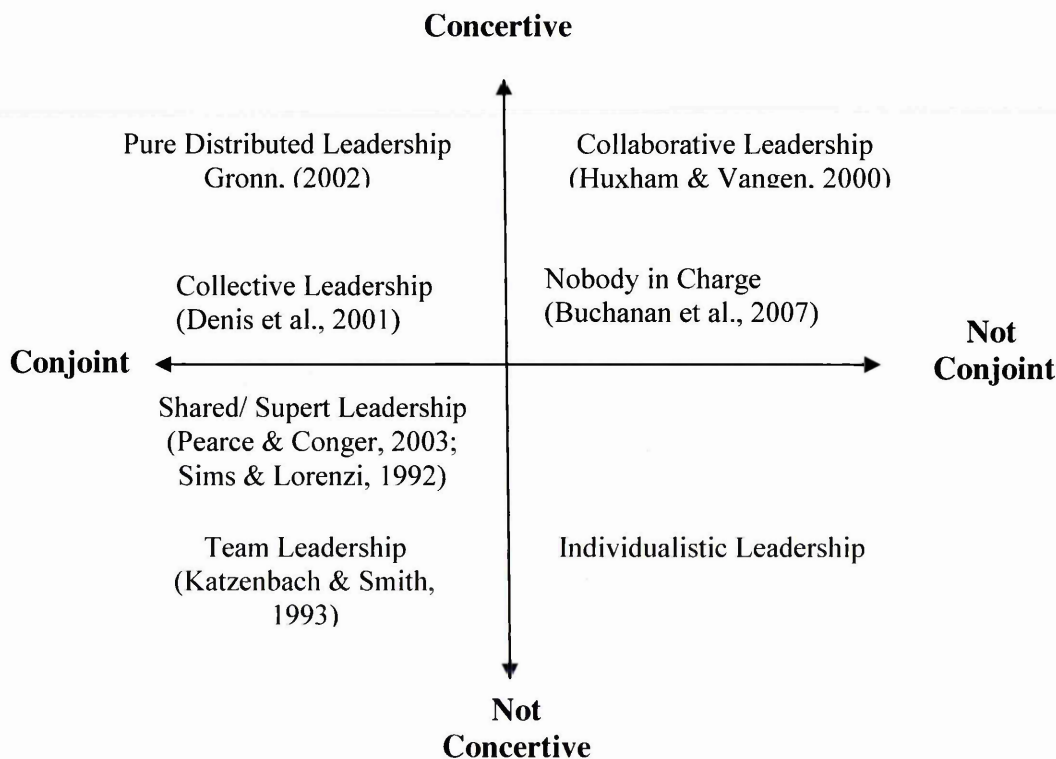 Concertive
Pure Distributed Leadership
Gronn, (2002)
Collaborative Leadership
(Huxham & Vangen, 2000)
Collective Leadership
(Denis et al., 2001)
Nobody in Charge
(Buchanan et al., 2007)
Conjoint
Not
Conjoint
Shared/ Supert Leadership
(Pearce & Conger, 2003;
Sims & Lorenzi, 1992)
Team Leadership
(Katzenbach & Smith,
1993)
Individualistic Leadership
Not
Concertive